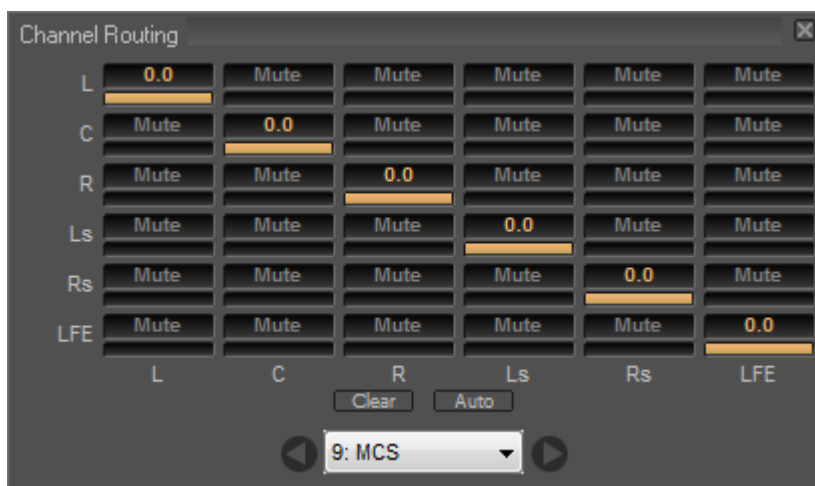 Channel Routing
L 0.0 Mute Mute Mute Mute Mute
C Mute 0.0 Mute Mute Mute Mute
R Mute Mute 0.0 Mute Mute Mute
Ls Mute Mute Mute 0.0 Mute Mute
Rs Mute Mute Mute Mute 0.0 Mute
LFE Mute Mute Mute Mute Mute 0.0
L C R Ls Rs LFE
Clear Auto
9: MCS